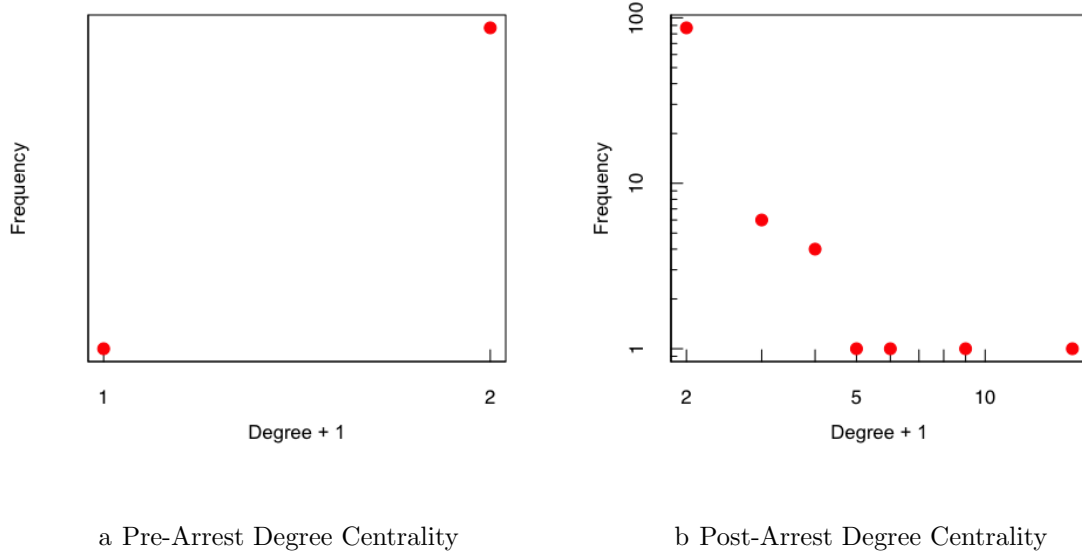 Frequency
1 2
Degree + 1
a Pre-Arrest Degree Centrality
Frequency
100
10
1
2 5 10
Degree + 1
b Post-Arrest Degree Centrality